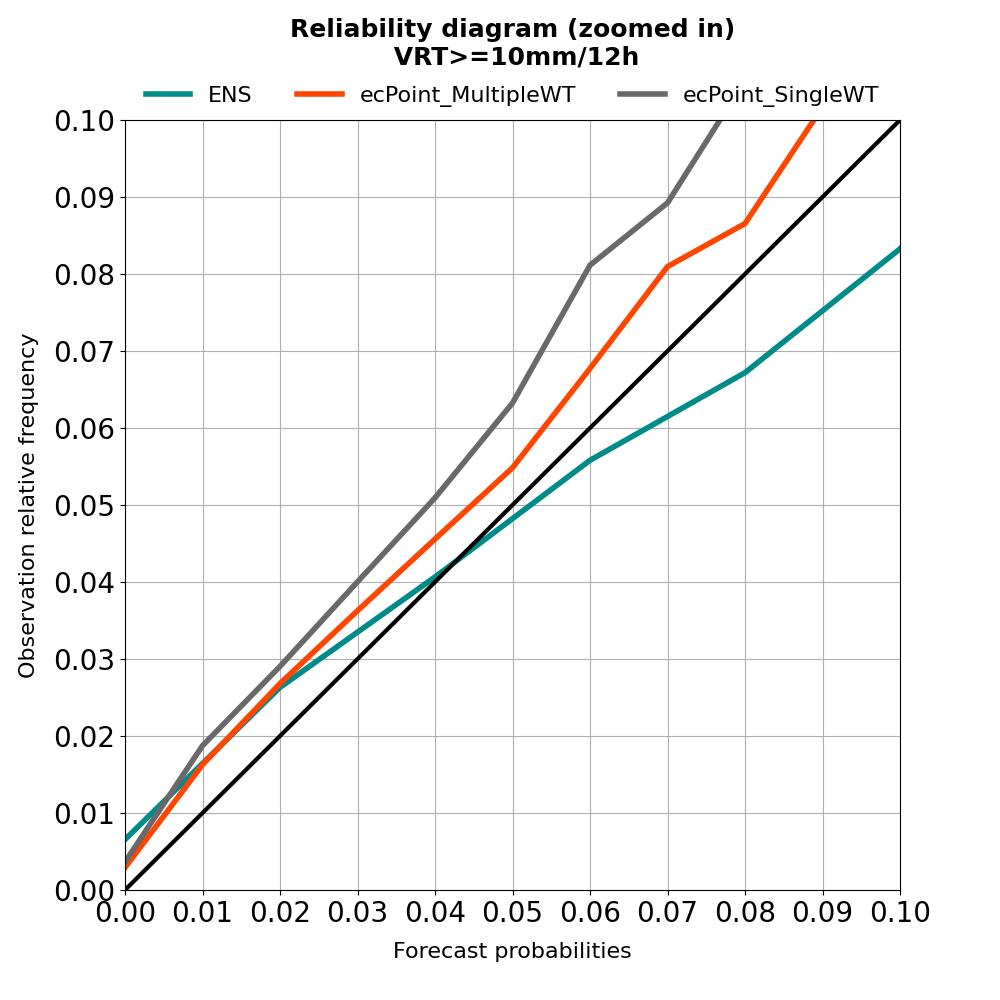 Reliability diagram (zoomed in)
VRT>=10mm/12h
ENS ecPoint_MultipleWT ecPoint_SingleWT
0.10
0.09
0.08
0.07
0.06
0.05
0.04
0.03
0.02
0.01
0.00
Observation relative frequency
0.00 0.01 0.02 0.03 0.04 0.05 0.06 0.07 0.08 0.09 0.10
Forecast probabilities